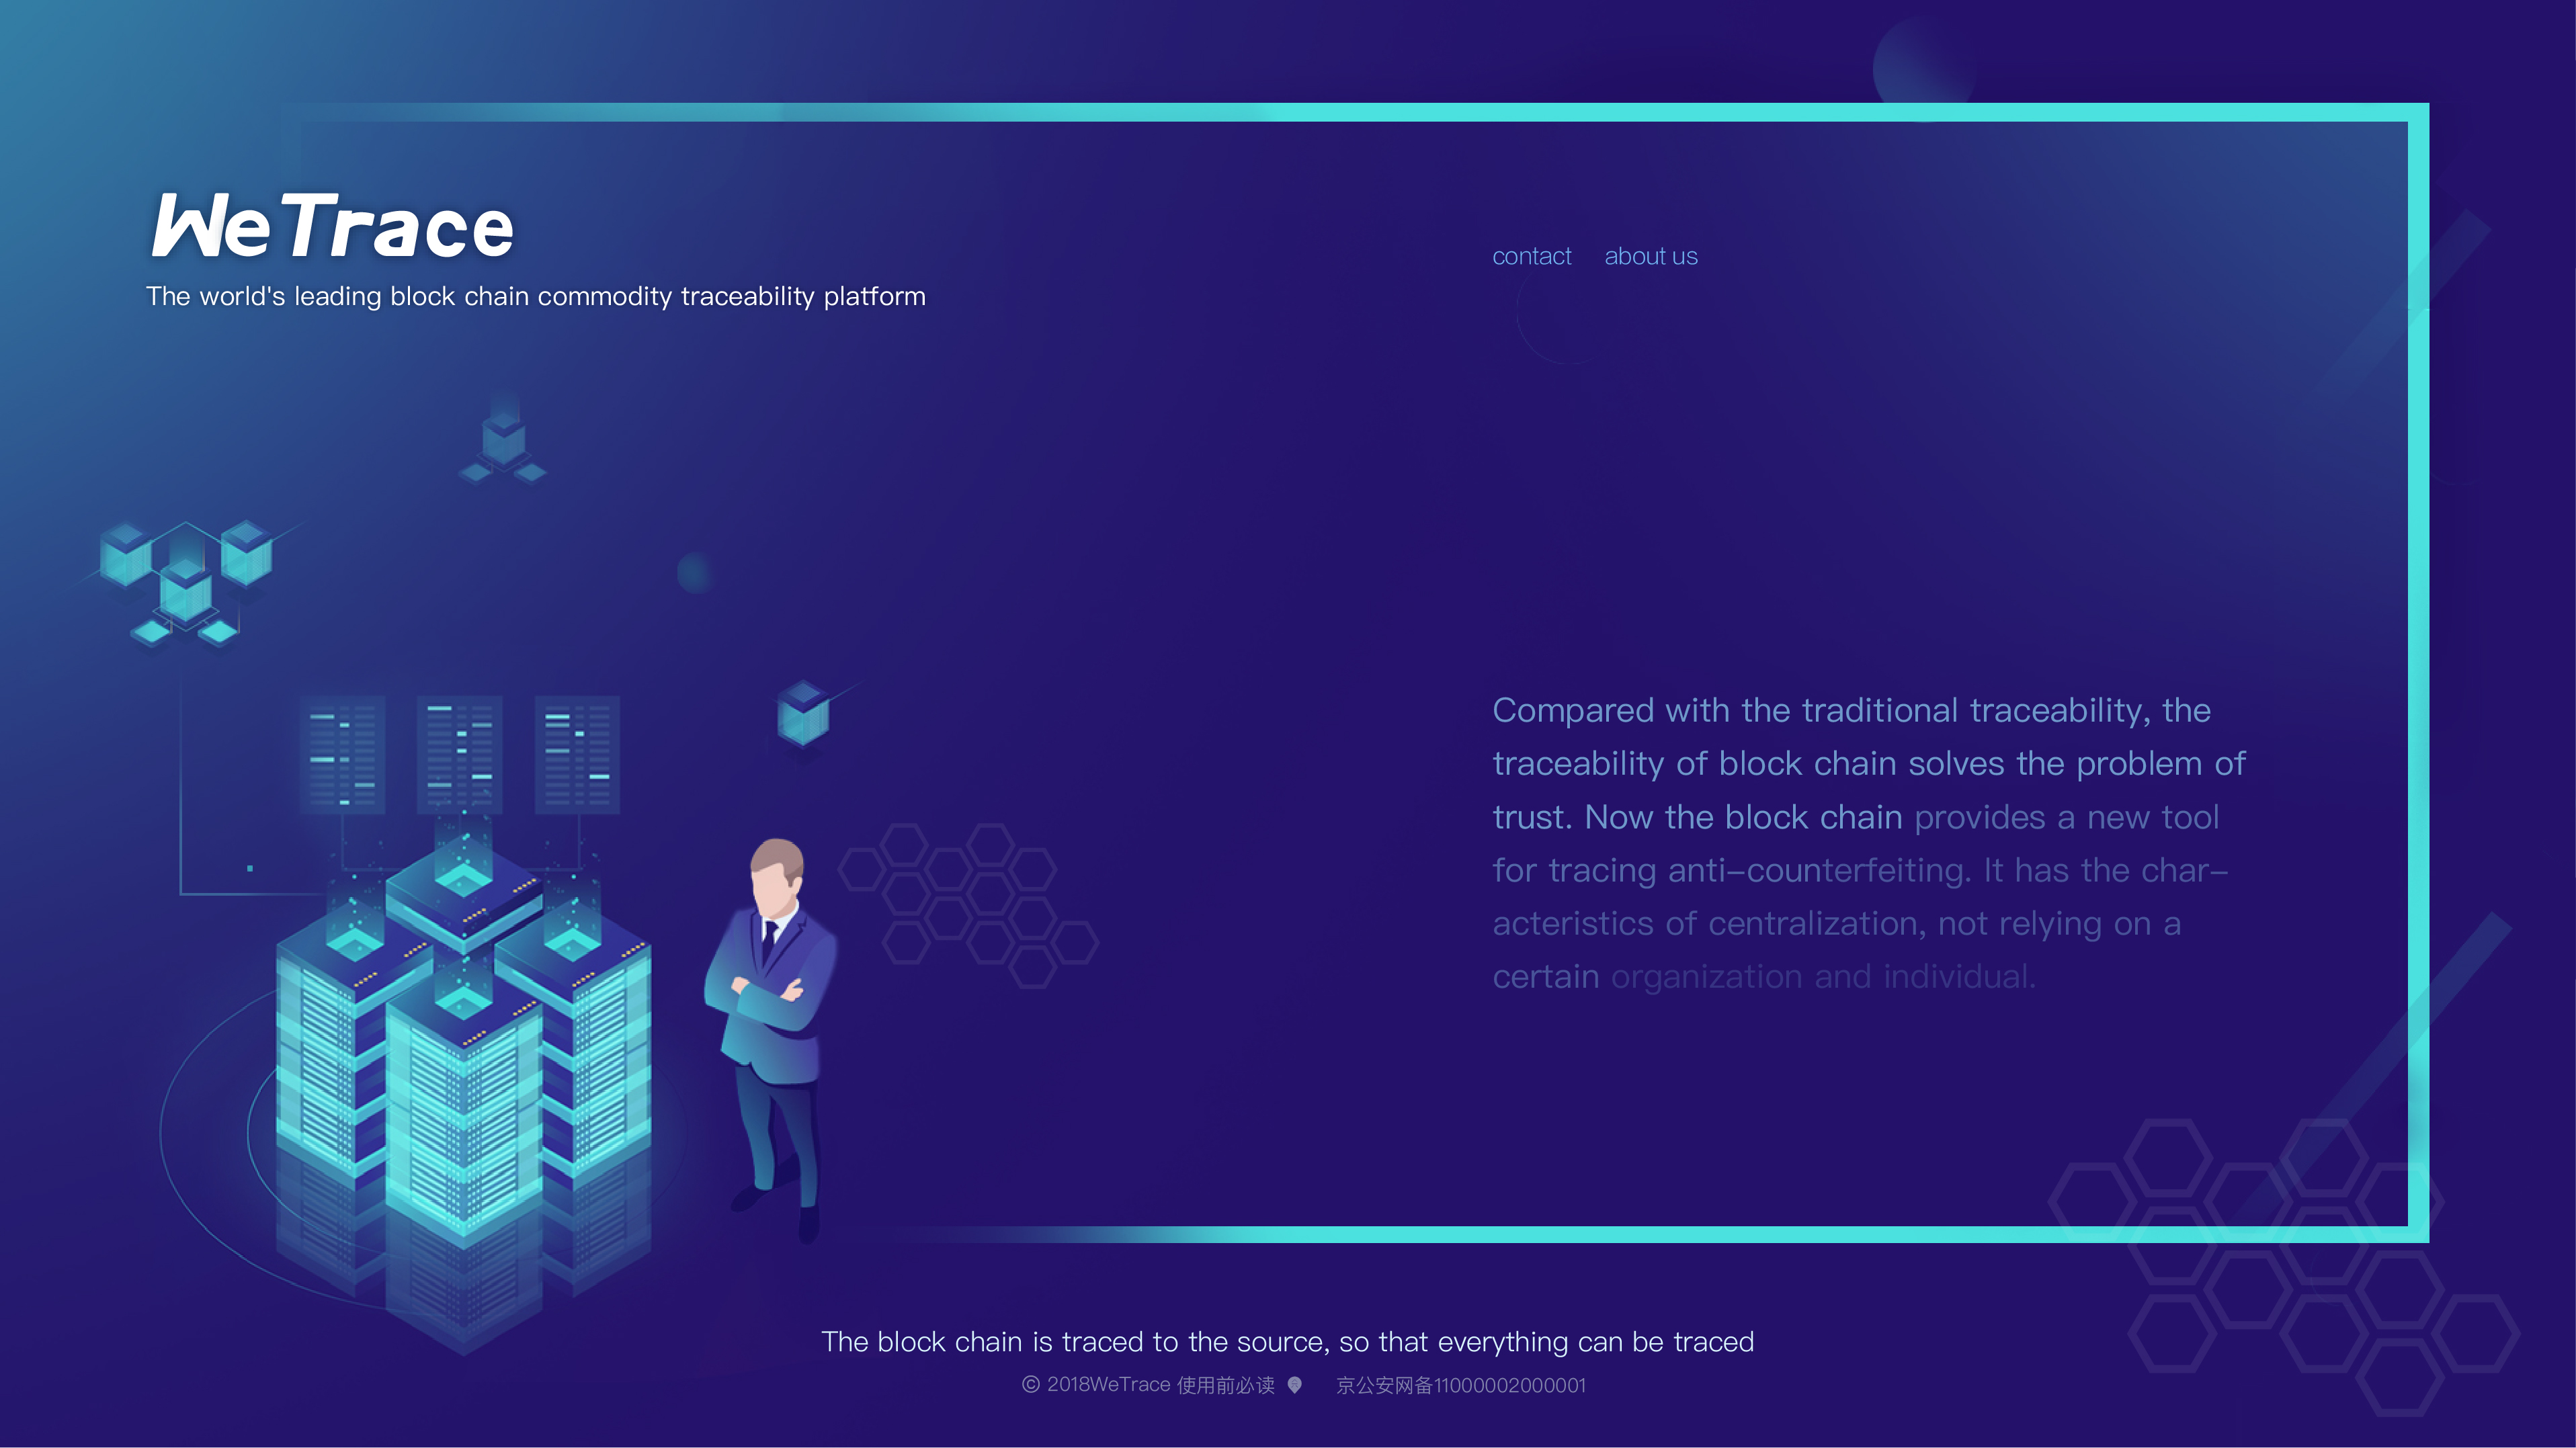 WeTrace
The world's leading block chain commodity traceability platform
contact about us
Compared with the traditional traceability, the
traceability of block chain solves the problem of
trust. Now the block chain provides a new tool
for tracing anti-counterfeiting. It has the char-
acteristics of centralization, not relying on a
certain organization and individual.
The block chain is traced to the source, so that everything can be traced
© 2018WeTrace 使用前必读 京公安网备11000002000001